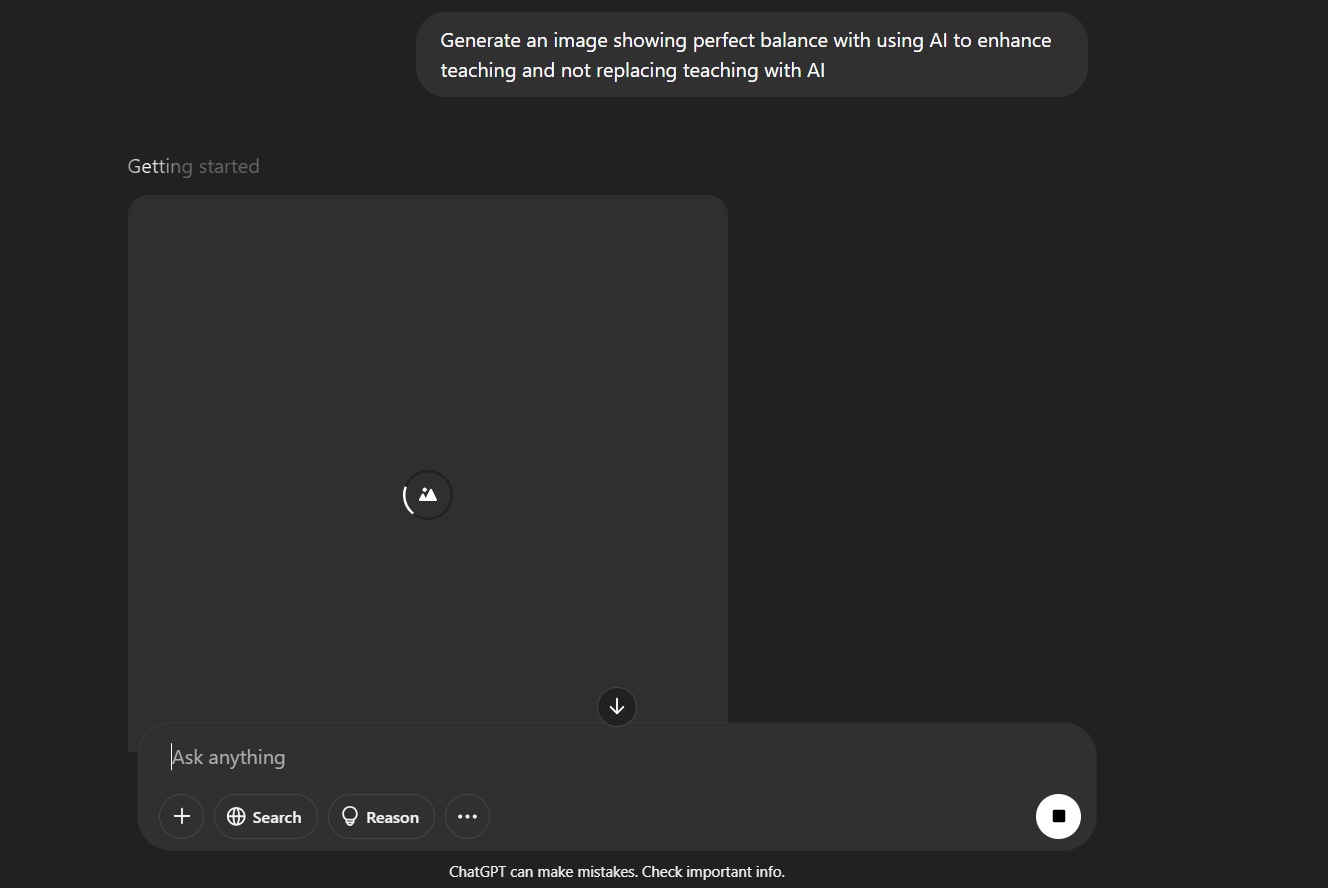 Generate an image showing perfect balance with using AI to enhance
teaching and not replacing teaching with AI
Getting started
Ask anything
Search
Reason
ChatGPT can make mistakes. Check important info.